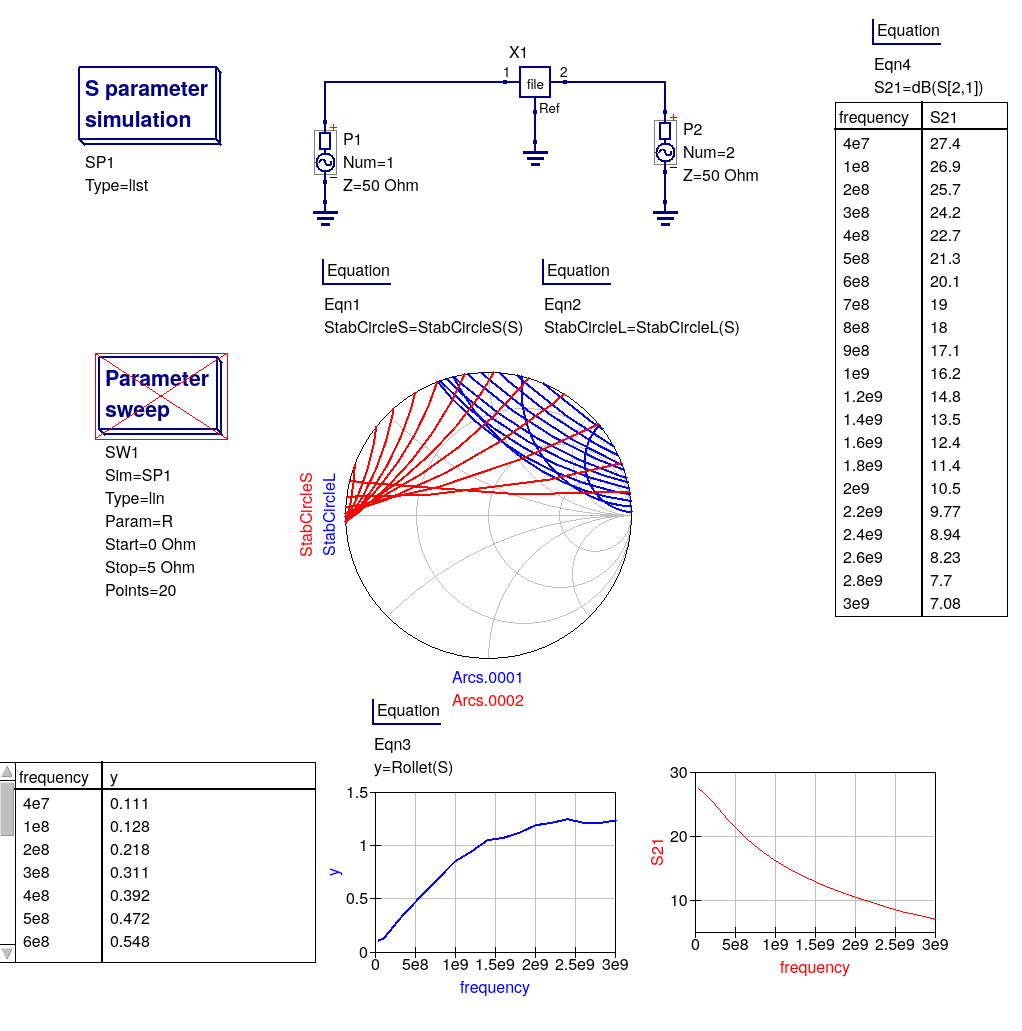 S parameter
simulation
SP1
Type=list
X1
1
2
file
Ref
P1
Num=1
Z=50 Ohm
P2
Num=2
Z=50 Ohm
Equation
Eqn4
S21=dB(S[2,1])
frequency S21
4e7 27.4
1e8 26.9
2e8 25.7
3e8 24.2
4e8 22.7
5e8 21.3
6e8 20.1
7e8 19
8e8 18
9e8 17.1
1e9 16.2
1.2e9 14.8
1.4e9 13.5
1.6e9 12.4
1.8e9 11.4
2e9 10.5
2.2e9 9.77
2.4e9 8.94
2.6e9 8.23
2.8e9 7.7
3e9 7.08
Equation
Eqn1
StabCircleS=StabCircleS(S)
Equation
Eqn2
StabCircleL=StabCircleL(S)
Parameter
sweep
SW1
Sim=SP1
Type=lin
Param=R
Start=0 Ohm
Stop=5 Ohm
Points=20
StabCircleS
StabCircleL
Arcs.0001
Arcs.0002
Equation
Eqn3
y=Rollet(S)
frequency y
4e7 0.111
1e8 0.128
2e8 0.218
3e8 0.311
4e8 0.392
5e8 0.472
6e8 0.548
1.5
1
0.5
0
y
0 5e8 1e9 1.5e9 2e9 2.5e9 3e9
frequency
30
20
10
S21
0 5e8 1e9 1.5e9 2e9 2.5e9 3e9
frequency